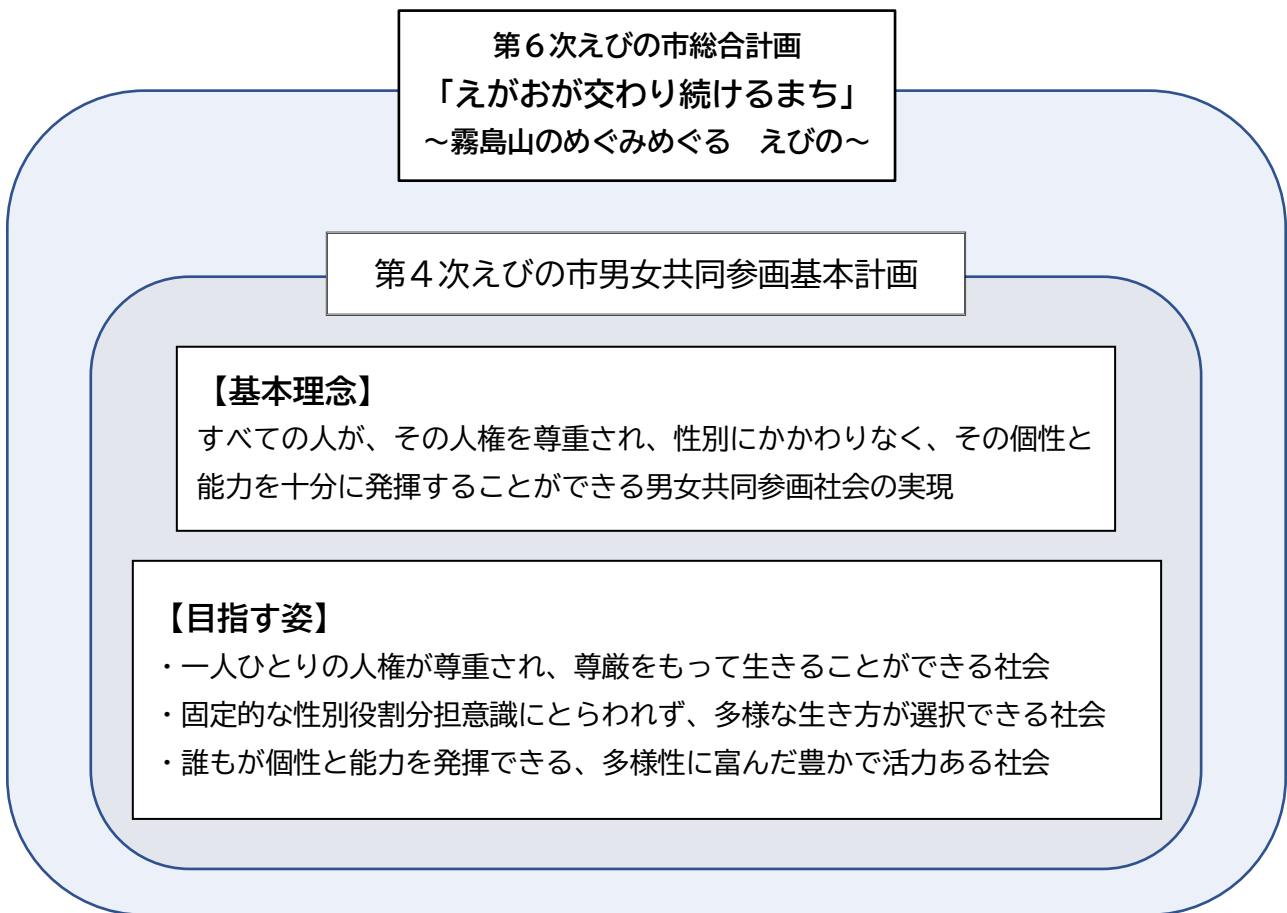 第６次えびの市総合計画
「えがおが交わり続けるまち」
～霧島山のめぐみめぐる　えびの～
第４次えびの市男女共同参画基本計画
【基本理念】
すべての人が、その人権を尊重され、性別にかかわりなく、その個性と
能力を十分に発揮することができる男女共同参画社会の実現
【目指す姿】
・一人ひとりの人権が尊重され、尊厳をもって生きることができる社会
・固定的な性別役割分担意識にとらわれず、多様な生き方が選択できる社会
・誰もが個性と能力を発揮できる、多様性に富んだ豊かで活力ある社会